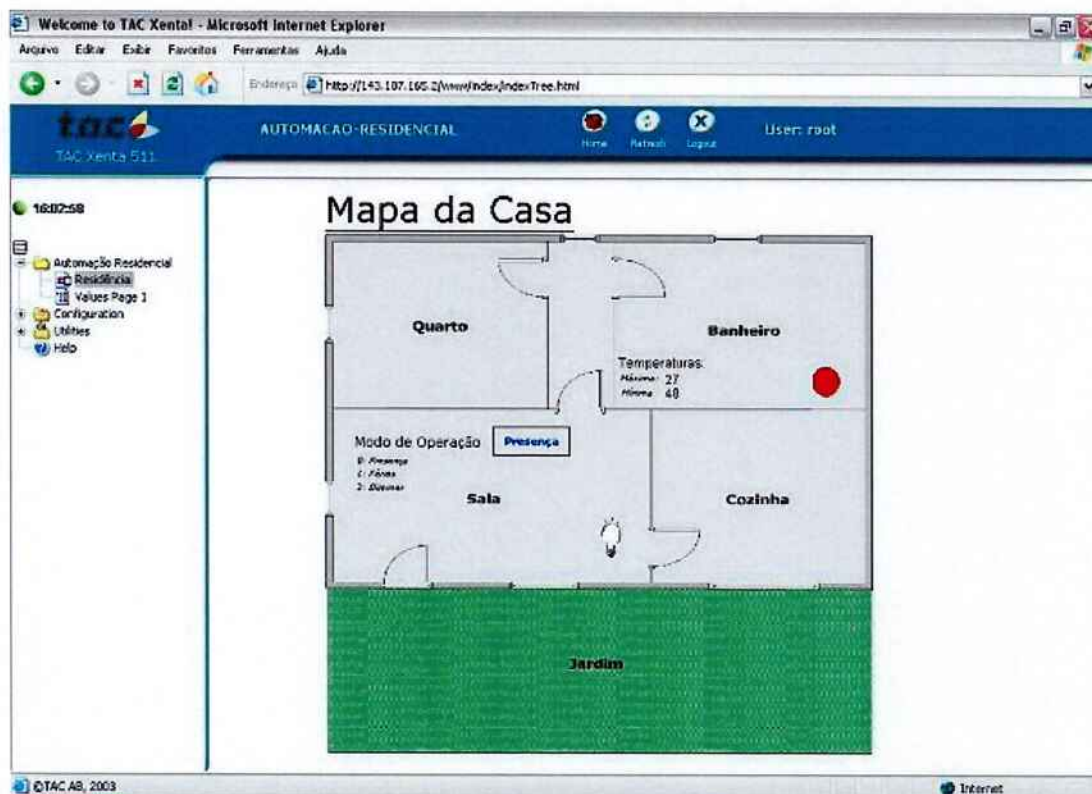 Welcome to TAC Xenta! - Microsoft Internet Explorer
Arquivo Editar Exibir Favoritos Ferramentas Ajuda
Endereço http://143.107.165.2/www/index/indexTree.html
tac
TAC Xenta 511
AUTOMACAO-RESIDENCIAL
Home Refresh Logout
User: root
16:02:58
Automação Residencial
Residência
Values Page 1
Configuration
Utilities
Help
Mapa da Casa
Quarto
Banheiro
Temperaturas:
Máxima: 27
Mínima 48
Modo de Operação Presença
0: Presença
1: Férias
2: Dimmer
Sala
Cozinha
Jardim
©TAC AB, 2003
Internet